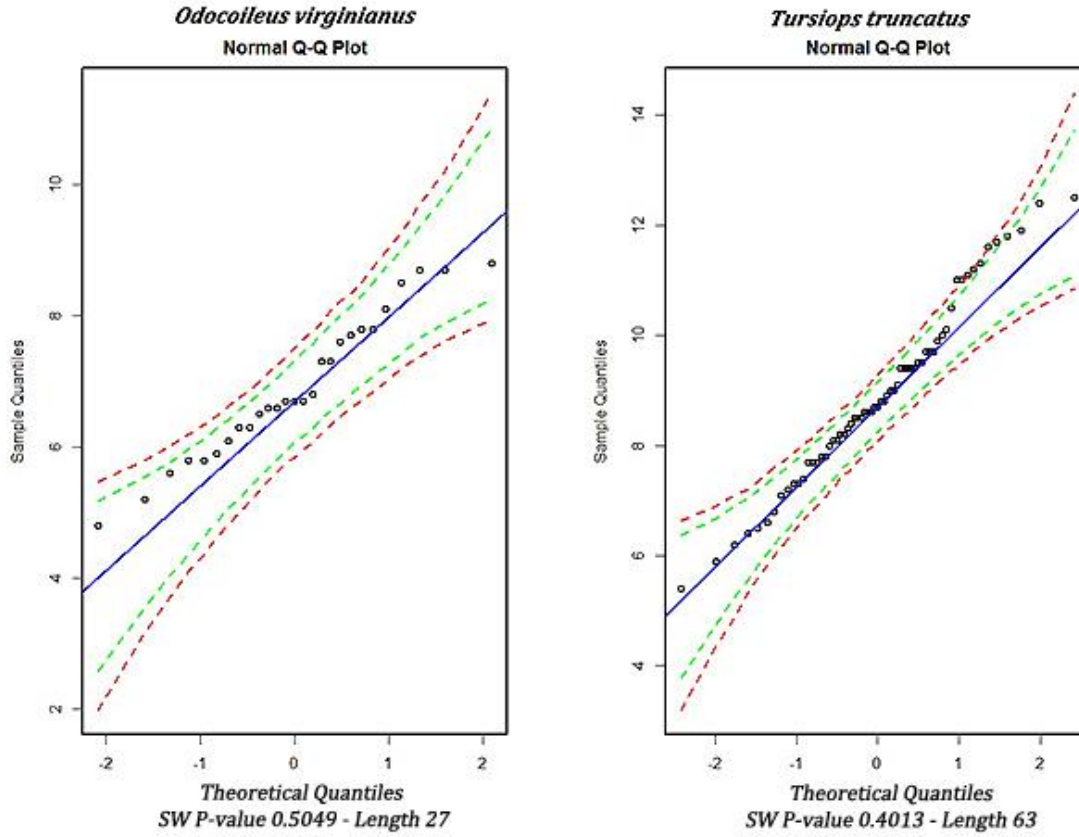 Odocoileus virginianus
Normal Q-Q Plot
Sample Quantiles
10
8
6
4
2
-2 -1 0 1 2
Theoretical Quantiles
SW P-value 0.5049 - Length 27
Tursiops truncatus
Normal Q-Q Plot
Sample Quantiles
14
12
10
8
6
4
-2 -1 0 1 2
Theoretical Quantiles
SW P-value 0.4013 - Length 63